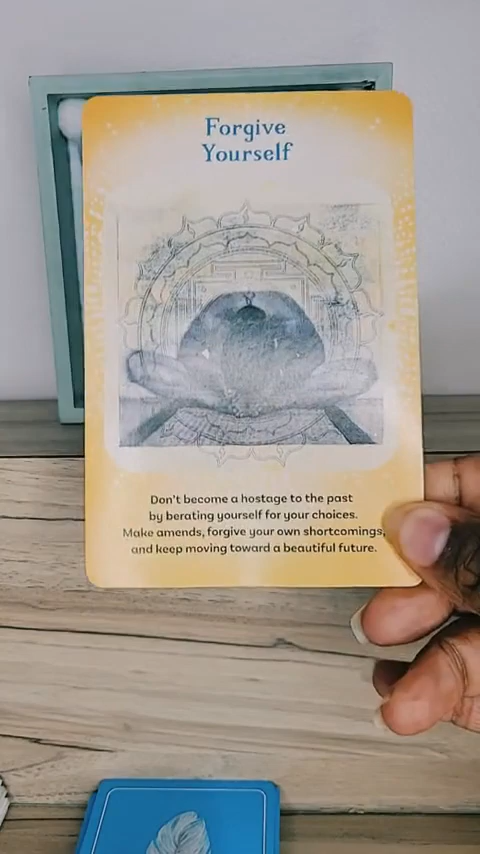 Forgive
Yourself
Don't become a hostage to the past
by berating yourself for your choices.
Make amends, forgive your own shortcomings,
and keep moving toward a beautiful future.